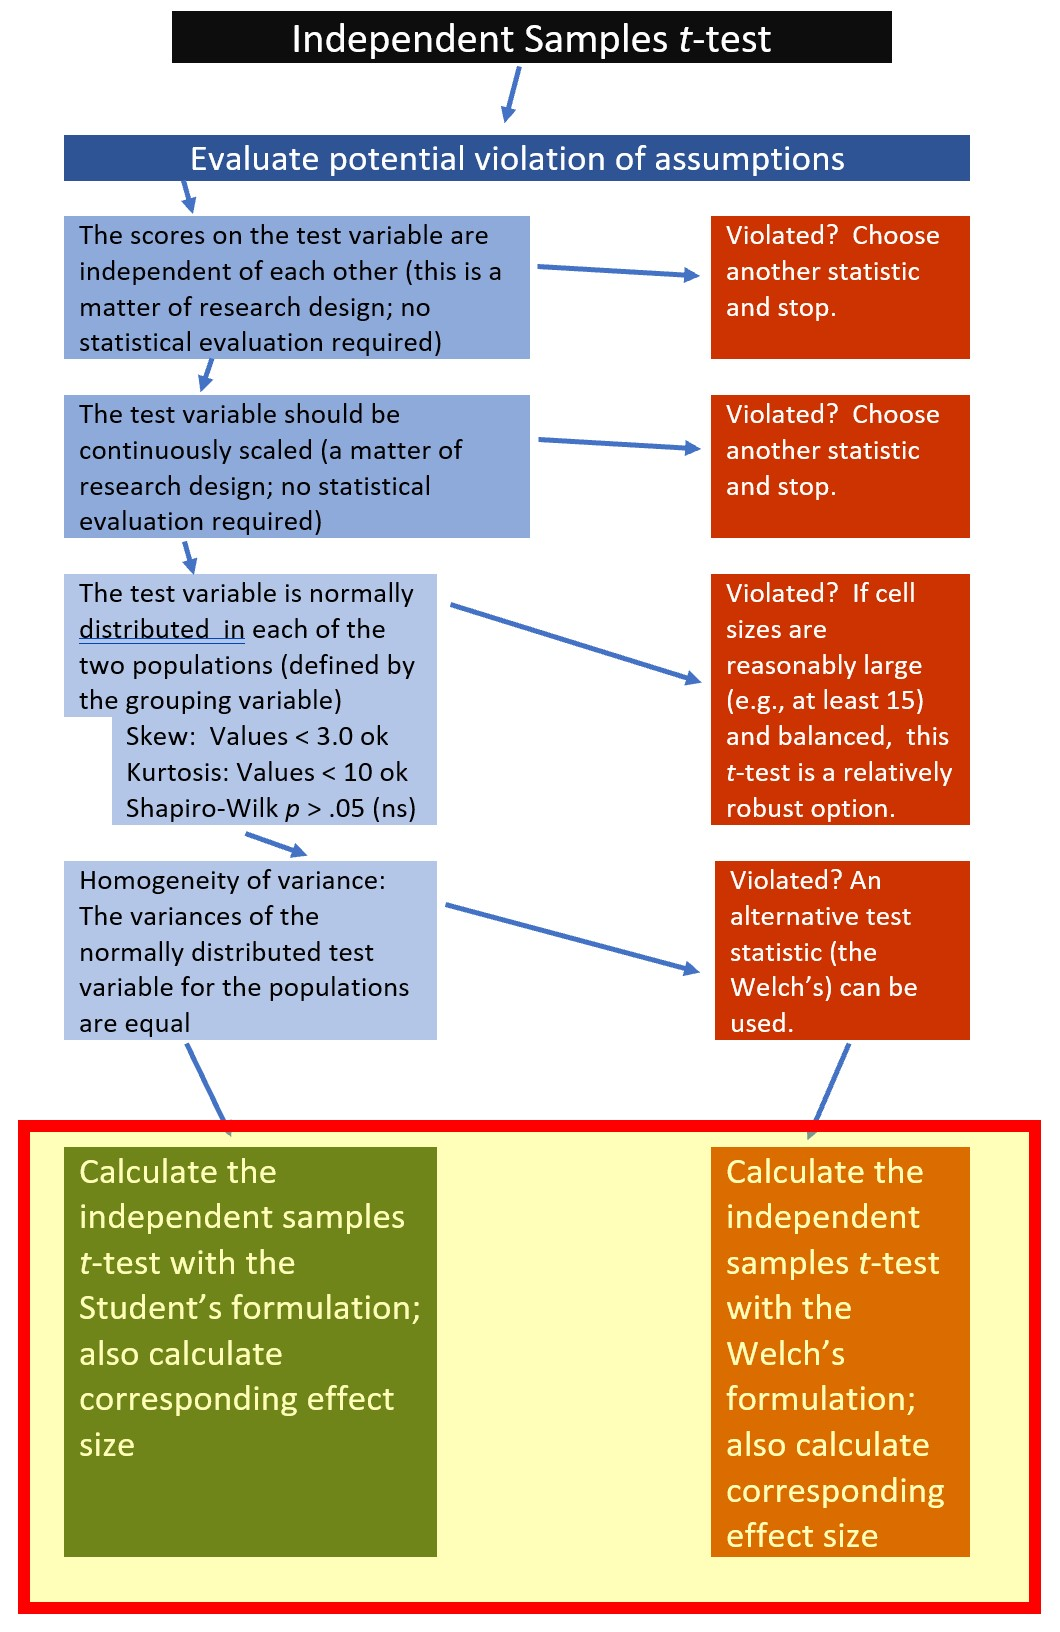 Independent Samples t-test
Evaluate potential violation of assumptions
The scores on the test variable are
independent of each other (this is a
matter of research design; no
statistical evaluation required)
Violated?  Choose
another statistic
and stop.
The test variable should be
continuously scaled (a matter of
research design; no statistical
evaluation required)
Violated?  Choose
another statistic
and stop.
The test variable is normally
distributed  in each of the
two populations (defined by
the grouping variable)
Skew:  Values < 3.0 ok
Kurtosis: Values < 10 ok
Shapiro-Wilk p > .05 (ns)
Violated?  If cell
sizes are
reasonably large
(e.g., at least 15)
and balanced,  this
t-test is a relatively
robust option.
Homogeneity of variance:
The variances of the
normally distributed test
variable for the populations
are equal
Violated? An
alternative test
statistic (the
Welch’s) can be
used.
Calculate the
independent samples
t-test with the
Student’s formulation;
also calculate
corresponding effect
size
Calculate the
independent
samples t-test
with the
Welch’s
formulation;
also calculate
corresponding
effect size